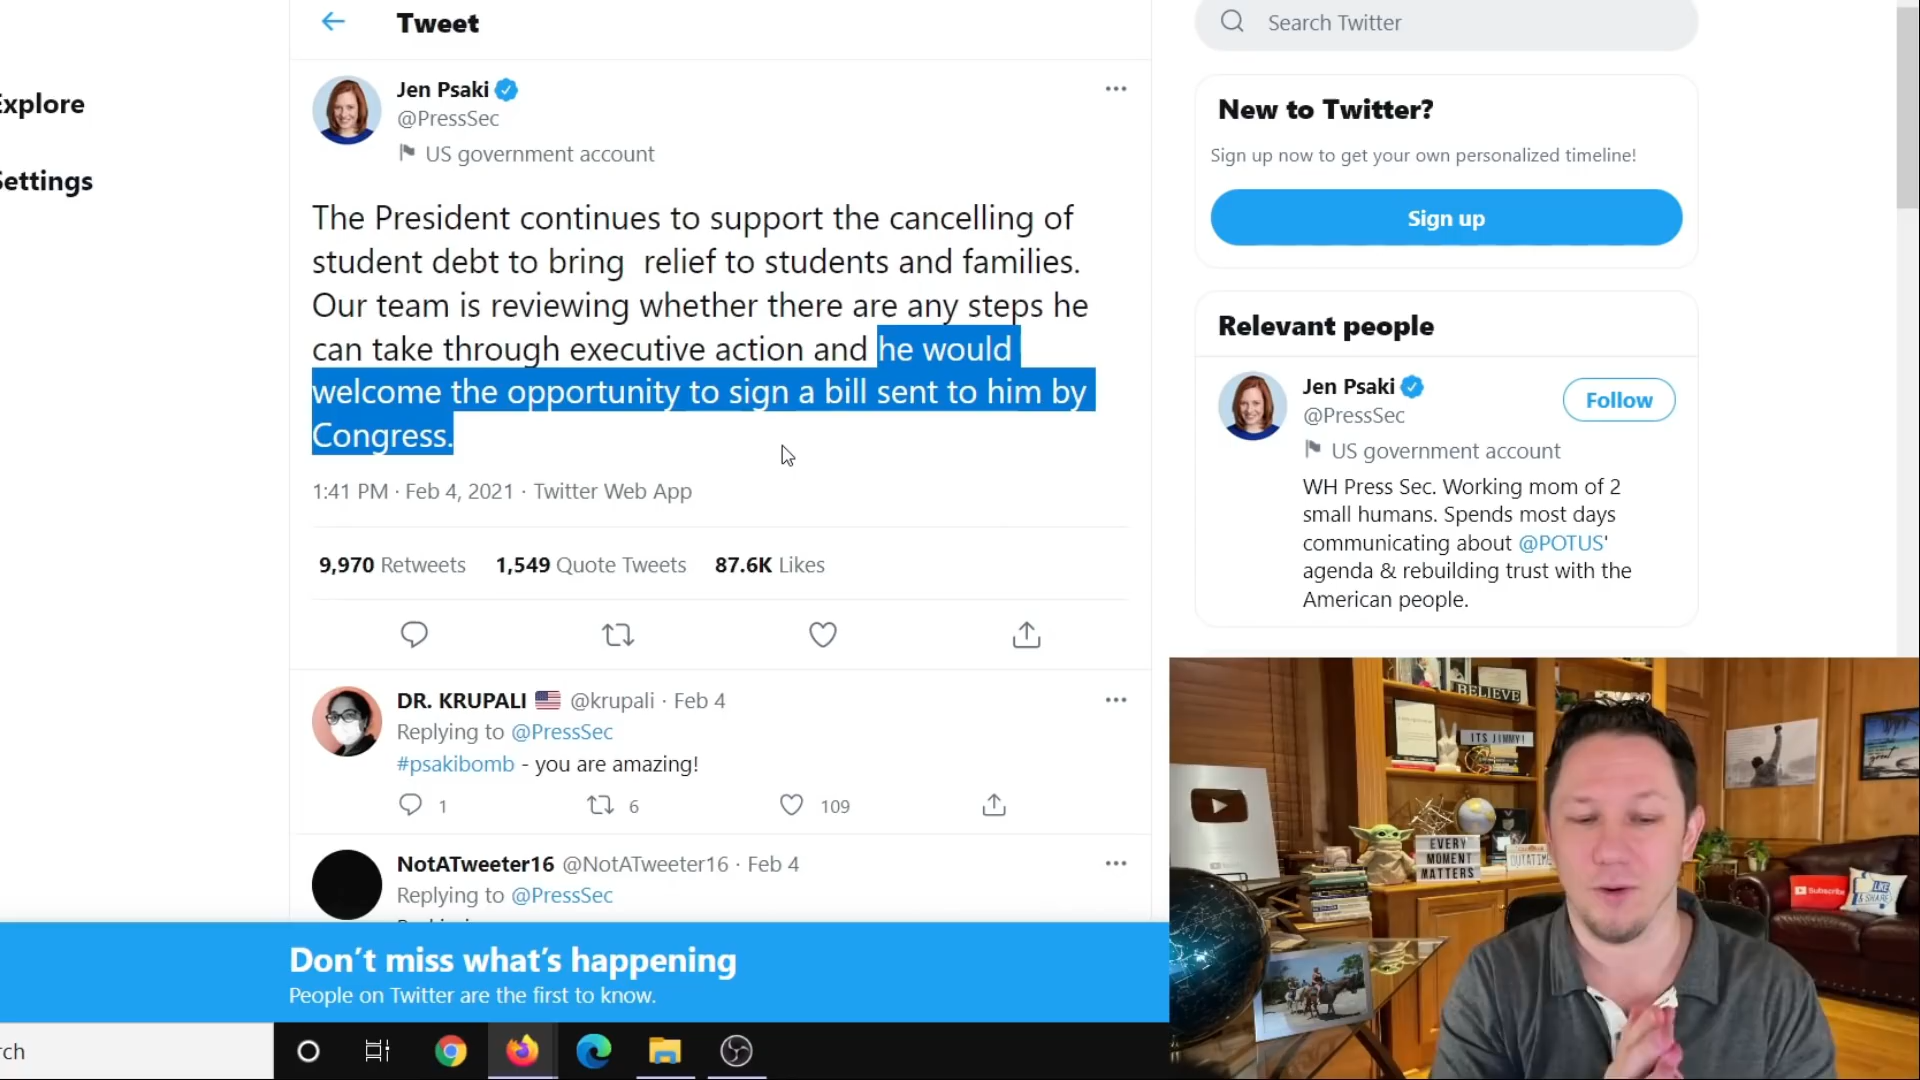 Tweet
Search Twitter
Explore
Settings
Jen Psaki
@PressSec
US government account
The President continues to support the cancelling of
student debt to bring relief to students and families.
Our team is reviewing whether there are any steps he
can take through executive action and he would
welcome the opportunity to sign a bill sent to him by
Congress.
1:41 PM · Feb 4, 2021 · Twitter Web App
9,970 Retweets 1,549 Quote Tweets 87.6K Likes
DR. KRUPALI @krupali · Feb 4
Replying to @PressSec
#psakibomb - you are amazing!
1 6 109
NotATweeter16 @NotATweeter16 · Feb 4
Replying to @PressSec
New to Twitter?
Sign up now to get your own personalized timeline!
Sign up
Relevant people
Jen Psaki
@PressSec
Follow
US government account
WH Press Sec. Working mom of 2
small humans. Spends most days
communicating about @POTUS'
agenda & rebuilding trust with the
American people.
BELIEVE
ITS JIMMY!
EVERY
MOMENT
MATTERS
OUTATIME
Subscribe
LIKE
& SHARE
Don't miss what's happening
People on Twitter are the first to know.
rch